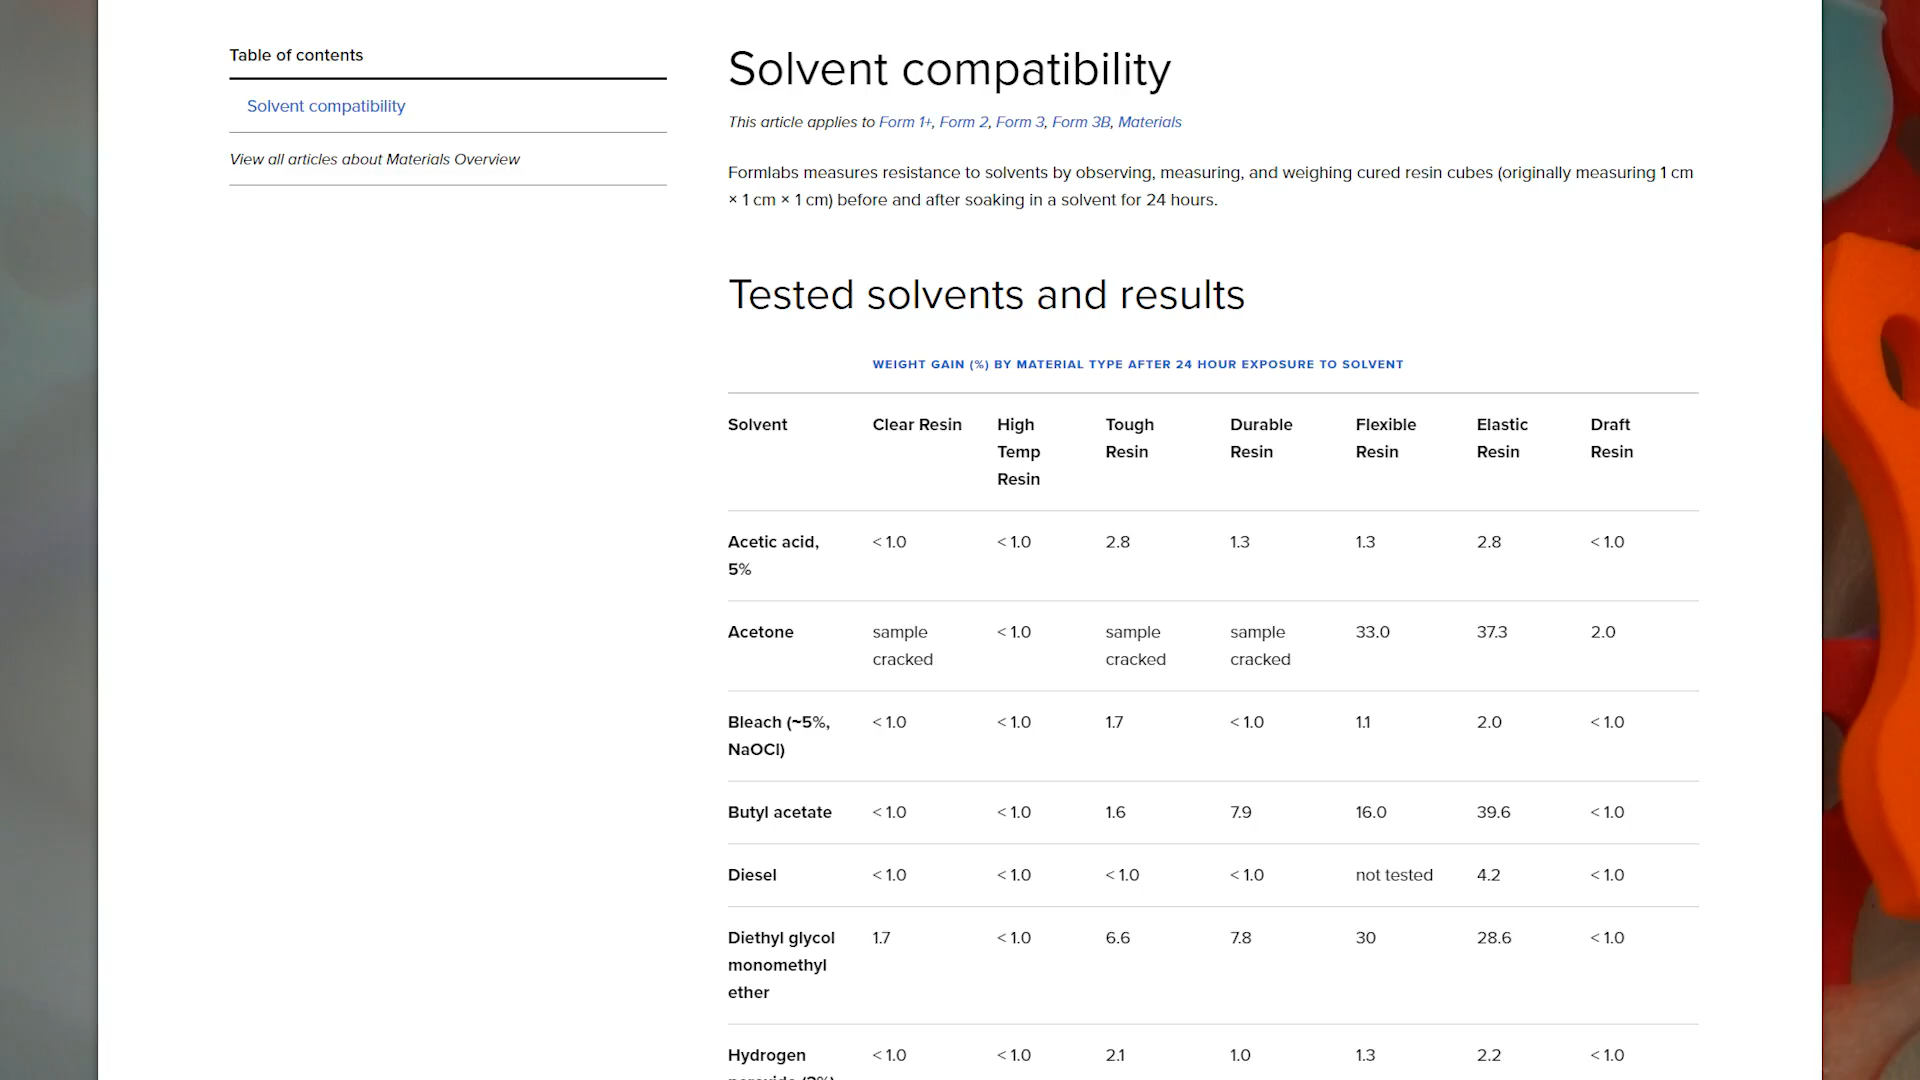 Table of contents
Solvent compatibility
View all articles about Materials Overview
Solvent compatibility
This article applies to Form 1+, Form 2, Form 3, Form 3B, Materials
Formlabs measures resistance to solvents by observing, measuring, and weighing cured resin cubes (originally measuring 1 cm
× 1 cm × 1 cm) before and after soaking in a solvent for 24 hours.
Tested solvents and results
WEIGHT GAIN (%) BY MATERIAL TYPE AFTER 24 HOUR EXPOSURE TO SOLVENT
Solvent Clear Resin High Tough Durable Flexible Elastic Draft
Temp Resin Resin Resin Resin Resin
Resin
Acetic acid, < 1.0 < 1.0 2.8 1.3 1.3 2.8 < 1.0
5%
Acetone sample < 1.0 sample sample 33.0 37.3 2.0
cracked cracked cracked
Bleach (~5%, < 1.0 < 1.0 1.7 < 1.0 1.1 2.0 < 1.0
NaOCl)
Butyl acetate < 1.0 < 1.0 1.6 7.9 16.0 39.6 < 1.0
Diesel < 1.0 < 1.0 < 1.0 < 1.0 not tested 4.2 < 1.0
Diethyl glycol 1.7 < 1.0 6.6 7.8 30 28.6 < 1.0
monomethyl
ether
Hydrogen < 1.0 < 1.0 2.1 1.0 1.3 2.2 < 1.0